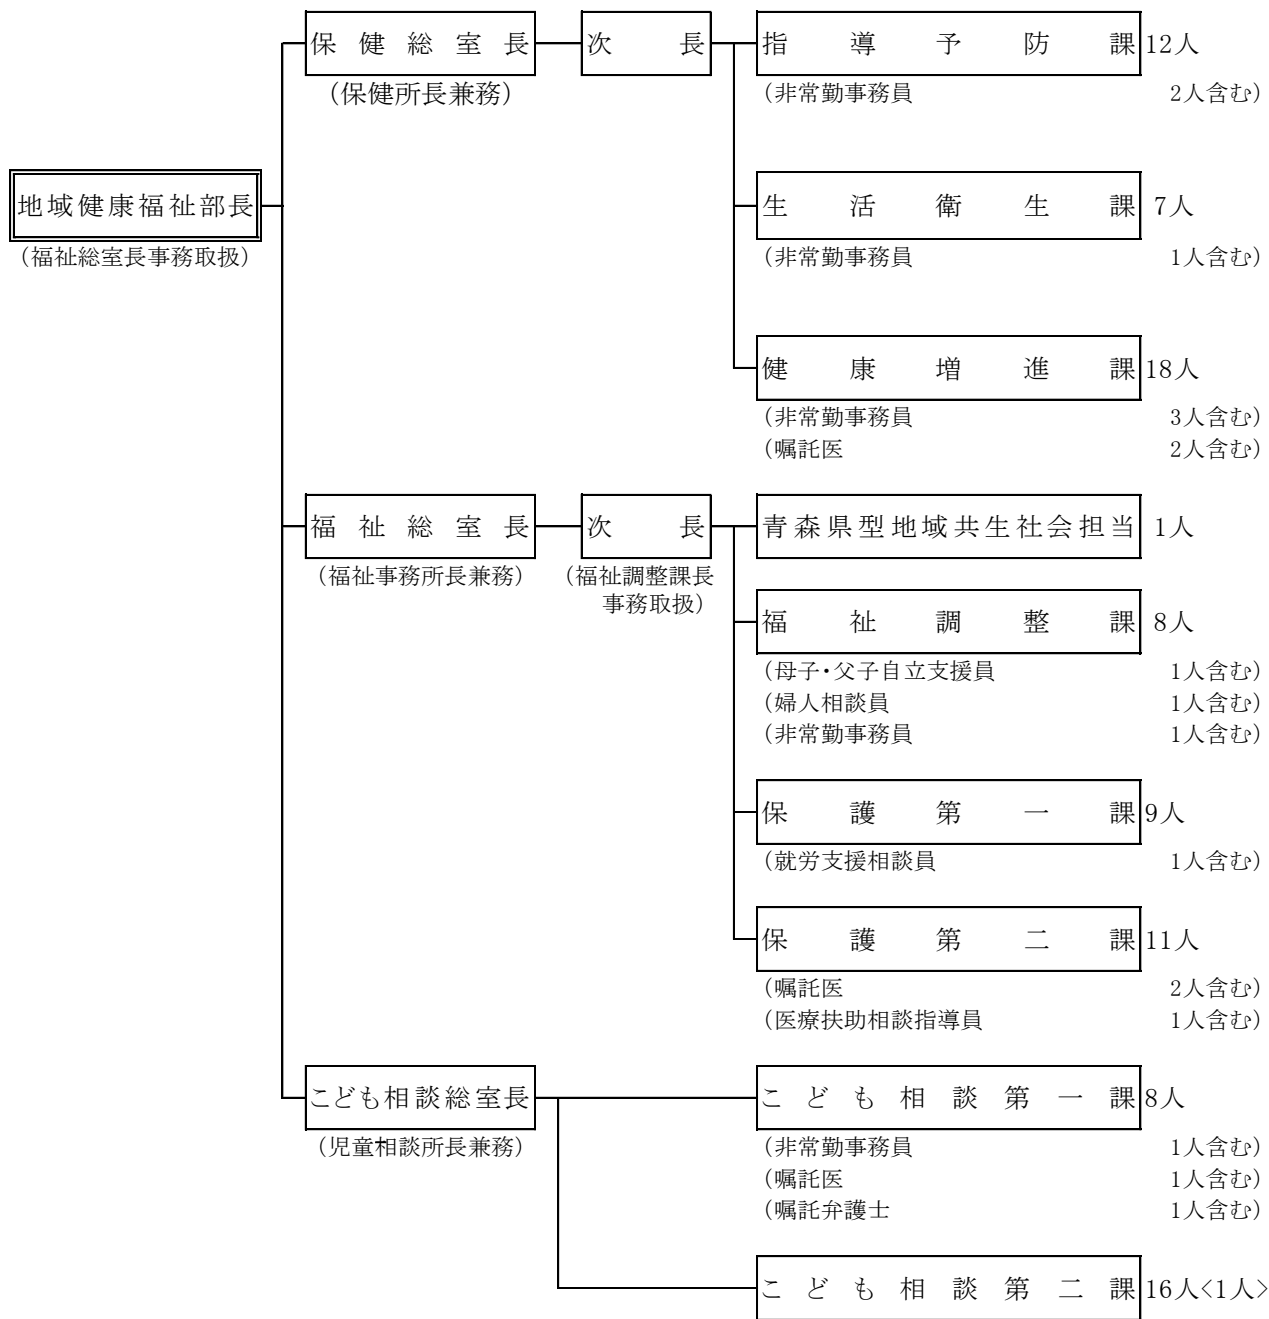 保健総室長 次長 指導予防課 12人
(保健所長兼務) (非常勤事務員 2人含む)
地域健康福祉部長 生活衛生課 7人
(福祉総室長事務取扱) (非常勤事務員 1人含む)
健康増進課 18人
(非常勤事務員 3人含む)
(嘱託医 2人含む)
福祉総室長 次長 青森県型地域共生社会担当 1人
(福祉事務所長兼務) (福祉調整課長
事務取扱)
福祉調整課 8人
(母子・父子自立支援員 1人含む)
(婦人相談員 1人含む)
(非常勤事務員 1人含む)
保護第一課 9人
(就労支援相談員 1人含む)
保護第二課 11人
(嘱託医 2人含む)
(医療扶助相談指導員 1人含む)
こども相談総室長 こども相談第一課 8人
(児童相談所長兼務) (非常勤事務員 1人含む)
(嘱託医 1人含む)
(嘱託弁護士 1人含む)
こども相談第二課 16人<1人>